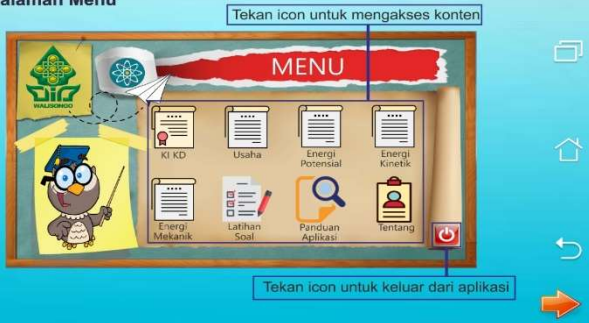 alaman Menu
Tekan icon untuk mengakses konten
MENU
WALISONGO
KI KD
Usaha
Energi
Potensial
Energi
Kinetik
Energi
Mekanik
Latihan
Soal
Panduan
Aplikasi
Tentang
Tekan icon untuk keluar dari aplikasi